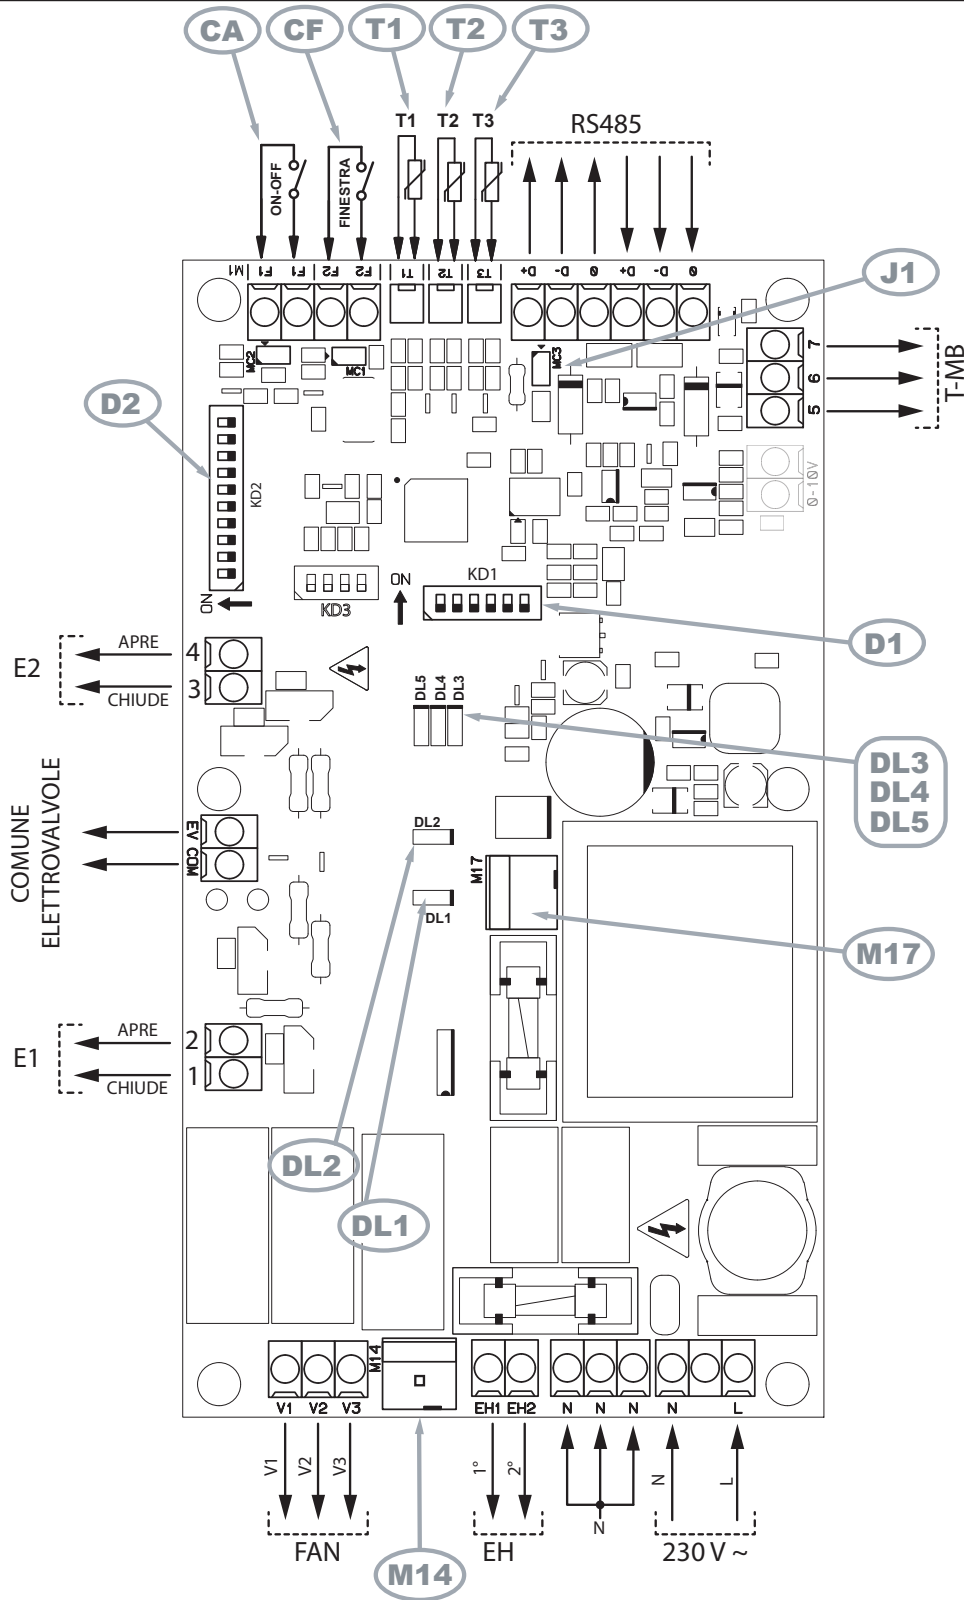 CA CF T1 T2 T3
T1 T2 T3
RS485
ON-OFF
FINESTRA
M1 F1 F1 F2 F2 T1 T2 T3 D+ D- 0 D+ D- 0
J1
MC2 MC1 MC3
7
6
5
T-MB
D2
KD2
0-10V
ON
KD3
ON
KD1
D1
E2
APRE
4
CHIUDE
3
DL5 DL4 DL3
DL3
DL4
DL5
COMUNE
ELETTROVALVOLE
EV COM
DL2
DL1
M17
M17
E1
APRE
2
CHIUDE
1
DL2
DL1
M14
V1 V2 V3 EH1 EH2 N N N N L
V1 V2 V3 1° 2° N N L
FAN EH 230 V ~
M14